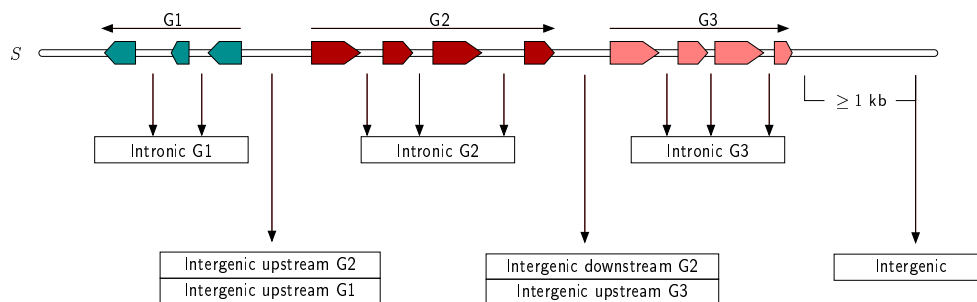 G1
G2
G3
S
≥ 1 kb
Intronic G1
Intronic G2
Intronic G3
Intergenic upstream G2
Intergenic upstream G1
Intergenic downstream G2
Intergenic upstream G3
Intergenic